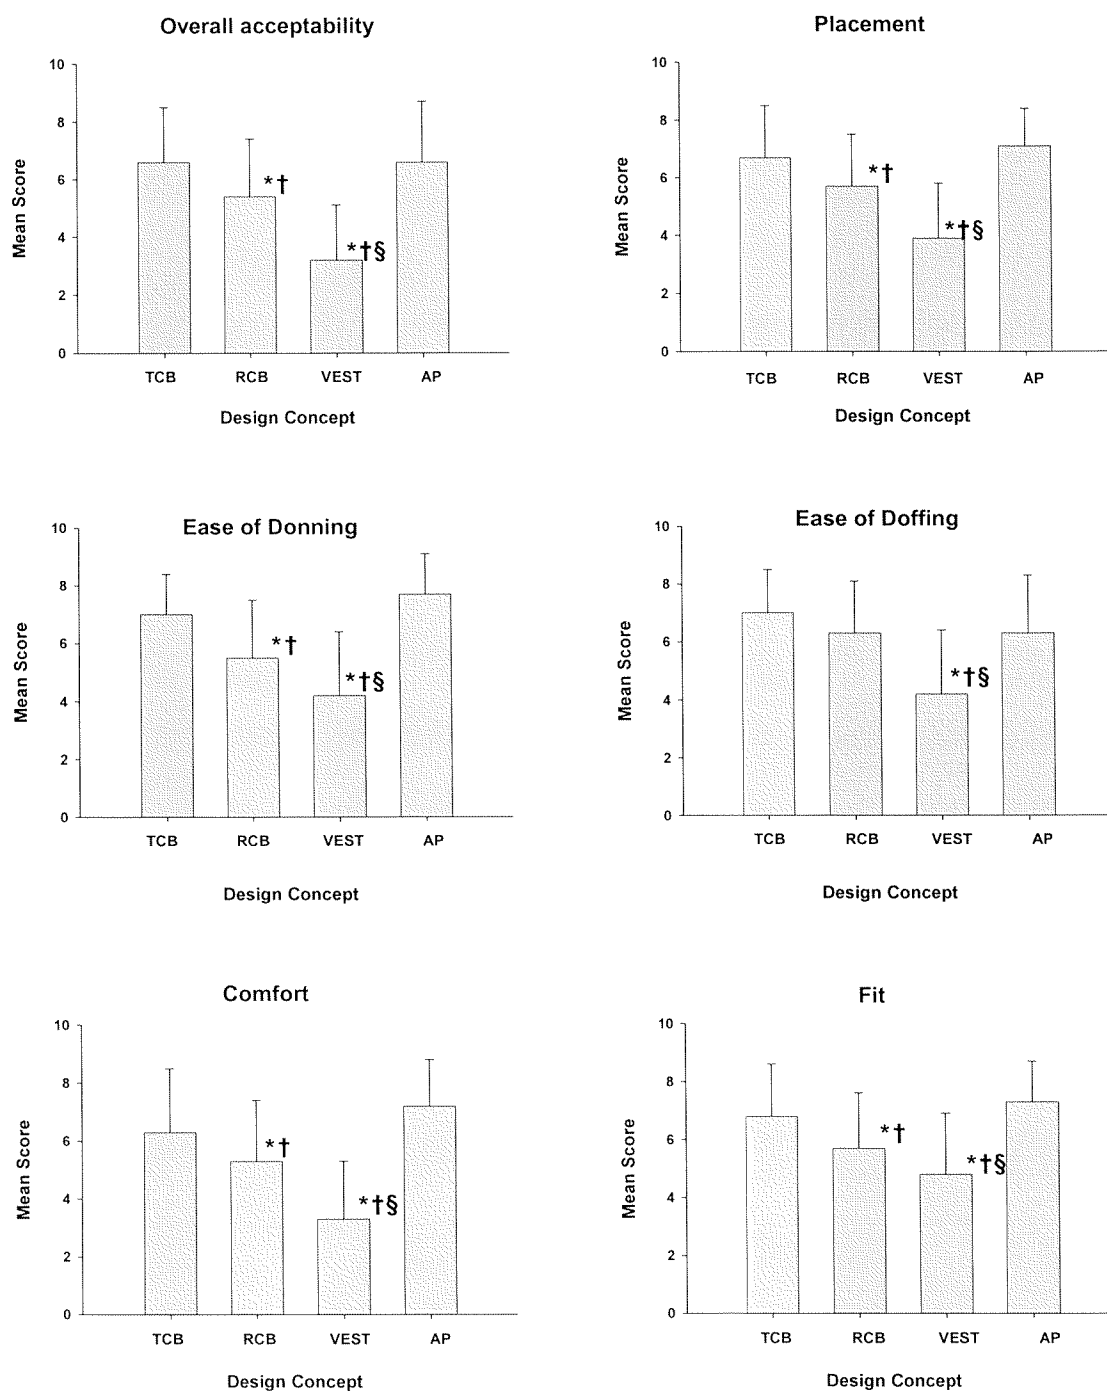 Overall acceptability
10
8
6
4
2
0
Mean Score
*†
*†§
TCB RCB VEST AP
Design Concept
Placement
10
8
6
4
2
0
Mean Score
*†
*†§
TCB RCB VEST AP
Design Concept
Ease of Donning
10
8
6
4
2
0
Mean Score
*†
*†§
TCB RCB VEST AP
Design Concept
Ease of Doffing
10
8
6
4
2
0
Mean Score
*†§
TCB RCB VEST AP
Design Concept
Comfort
10
8
6
4
2
0
Mean Score
*†
*†§
TCB RCB VEST AP
Design Concept
Fit
10
8
6
4
2
0
Mean Score
*†
*†§
TCB RCB VEST AP
Design Concept